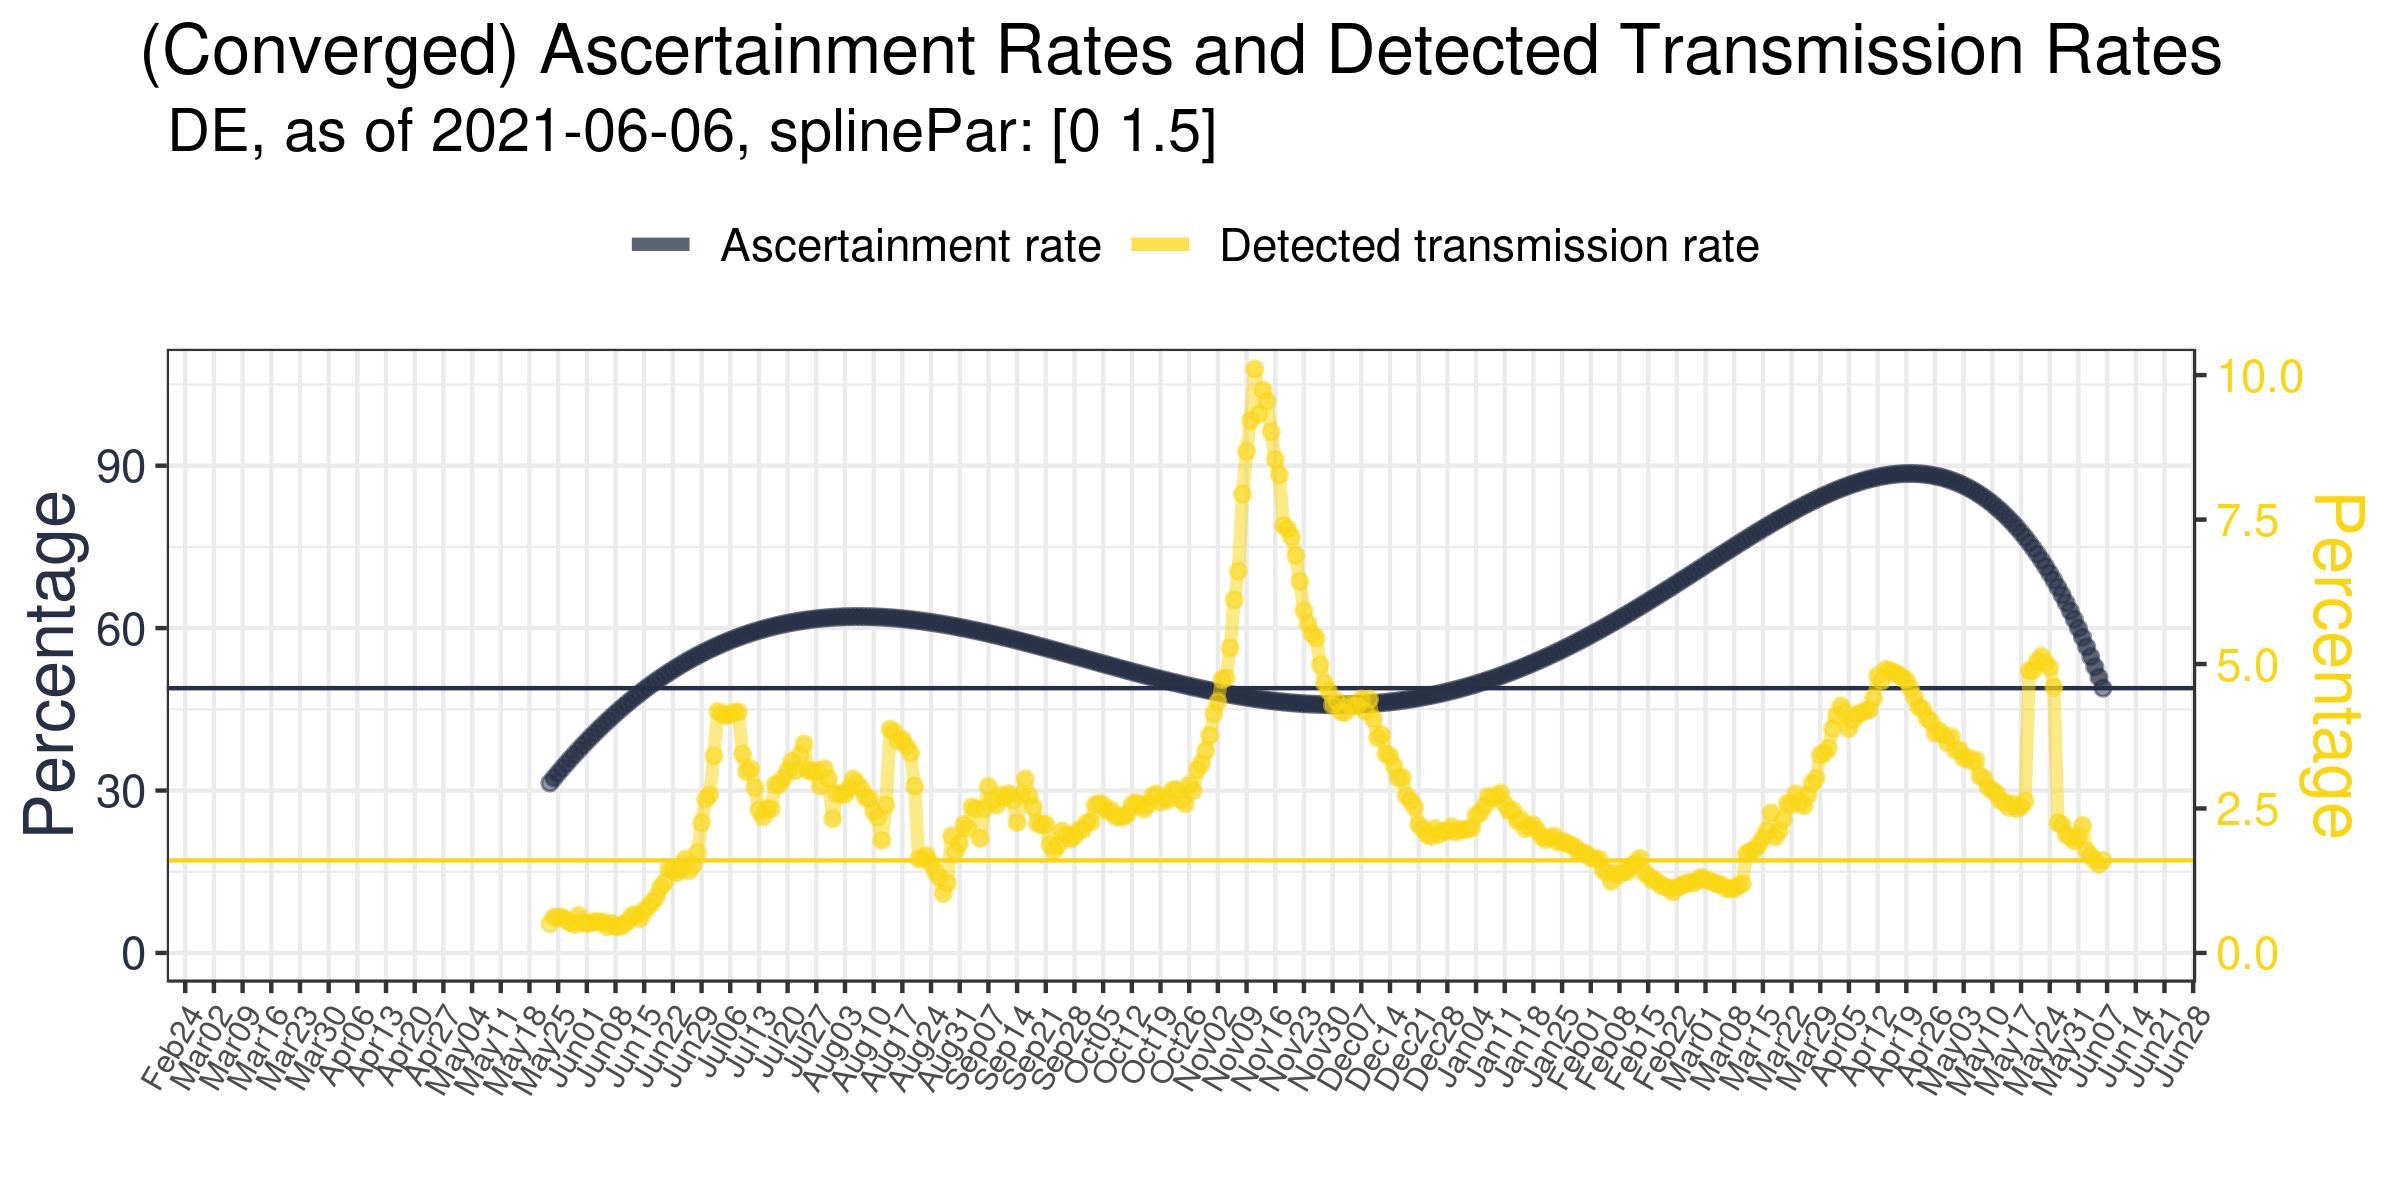 (Converged) Ascertainment Rates and Detected Transmission Rates
DE, as of 2021-06-06, splinePar: [0 1.5]
Ascertainment rate
Detected transmission rate
Percentage
90
60
30
0
10.0
7.5
5.0
2.5
0.0
Percentage
Feb24
Mar02
Mar09
Mar16
Mar23
Mar30
Apr06
Apr13
Apr20
Apr27
May04
May11
May18
May25
Jun01
Jun08
Jun15
Jun22
Jun29
Jul06
Jul13
Jul20
Jul27
Aug03
Aug10
Aug17
Aug24
Aug31
Sep07
Sep14
Sep21
Sep28
Oct05
Oct12
Oct19
Oct26
Nov02
Nov09
Nov16
Nov23
Nov30
Dec07
Dec14
Dec21
Dec28
Jan04
Jan11
Jan18
Jan25
Feb01
Feb08
Feb15
Feb22
Mar01
Mar08
Mar15
Mar22
Mar29
Apr05
Apr12
Apr19
Apr26
May03
May10
May17
May24
May31
May07
Jun14
Jun21
Jun28